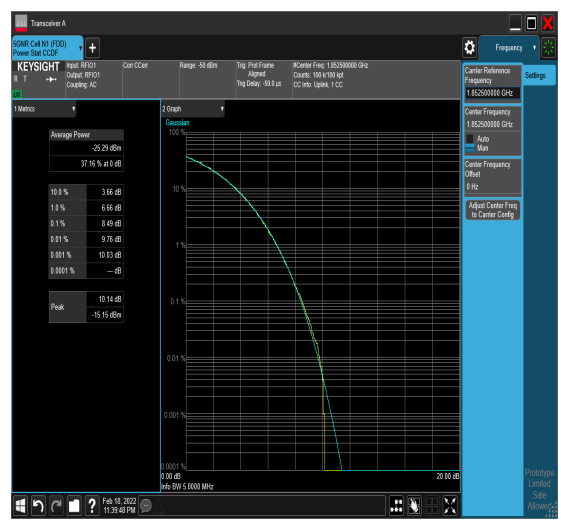 Transceiver A
5GNR Cell N1 (FDD)
Power Stat CCDF
+
Frequency
KEYSIGHT
R T
Input: RFIO1
Output: RFIO1
Coupling: AC
Corr CCorr
Range: -50 dBm
Trig: Prst Frame
Aligned
Trig Delay: -50.0 µs
#Center Freq: 1.852500000 GHz
Counts: 100 k/100 kpt
CC Info: Uplink, 1 CC
Carrier Reference
Frequency
1.852500000 GHz
Settings
Center Frequency
1.852500000 GHz
Auto
Man
Center Frequency
Offset
0 Hz
Adjust Center Freq
to Carrier Config
1 Metrics
Average Power
-25.29 dBm
37.16 % at 0 dB
10.0 % 3.66 dB
1.0 % 6.66 dB
0.1 % 8.49 dB
0.01 % 9.76 dB
0.001 % 10.03 dB
0.0001 % --- dB
Peak
10.14 dB
-15.15 dBm
2 Graph
Gaussian
100 %
10 %
1 %
0.1 %
0.01 %
0.001 %
0.0001 %
0.00 dB
20.00 dB
Info BW 5.0000 MHz
Prototype
Limited
Sale
Allowed
?
Feb 18, 2022
11:39:48 PM